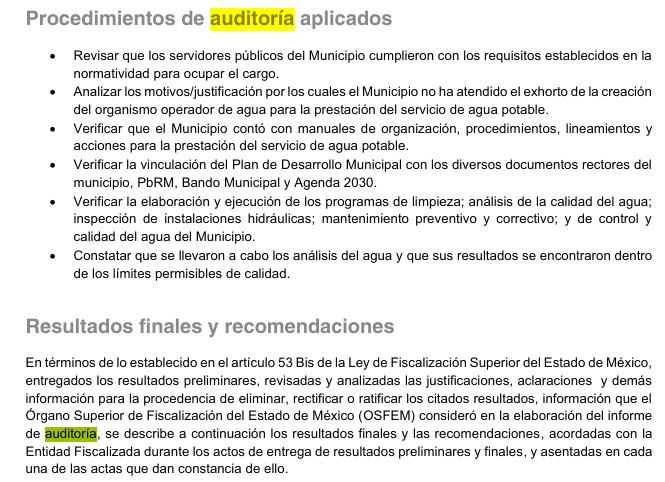 Procedimientos de auditoría aplicados
• Revisar que los servidores públicos del Municipio cumplieron con los requisitos establecidos en la
normatividad para ocupar el cargo.
• Analizar los motivos/justificación por los cuales el Municipio no ha atendido el exhorto de la creación
del organismo operador de agua para la prestación del servicio de agua potable.
• Verificar que el Municipio contó con manuales de organización, procedimientos, lineamientos y
acciones para la prestación del servicio de agua potable.
• Verificar la vinculación del Plan de Desarrollo Municipal con los diversos documentos rectores del
municipio, PbRM, Bando Municipal y Agenda 2030.
• Verificar la elaboración y ejecución de los programas de limpieza; análisis de la calidad del agua;
inspección de instalaciones hidráulicas; mantenimiento preventivo y correctivo; y de control y
calidad del agua del Municipio.
• Constatar que se llevaron a cabo los análisis del agua y que sus resultados se encontraron dentro
de los límites permisibles de calidad.
Resultados finales y recomendaciones
En términos de lo establecido en el artículo 53 Bis de la Ley de Fiscalización Superior del Estado de México,
entregados los resultados preliminares, revisadas y analizadas las justificaciones, aclaraciones y demás
información para la procedencia de eliminar, rectificar o ratificar los citados resultados, información que el
Órgano Superior de Fiscalización del Estado de México (OSFEM) consideró en la elaboración del informe
de auditoría, se describe a continuación los resultados finales y las recomendaciones, acordadas con la
Entidad Fiscalizada durante los actos de entrega de resultados preliminares y finales, y asentadas en cada
una de las actas que dan constancia de ello.